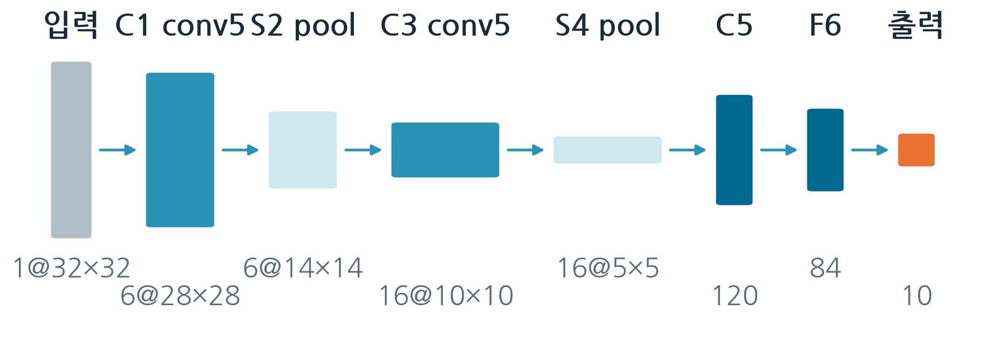 입력 C1 conv5 S2 pool C3 conv5 S4 pool C5 F6 출력
1@32×32 6@14×14 16@5×5 84
6@28×28 16@10×10 120 10